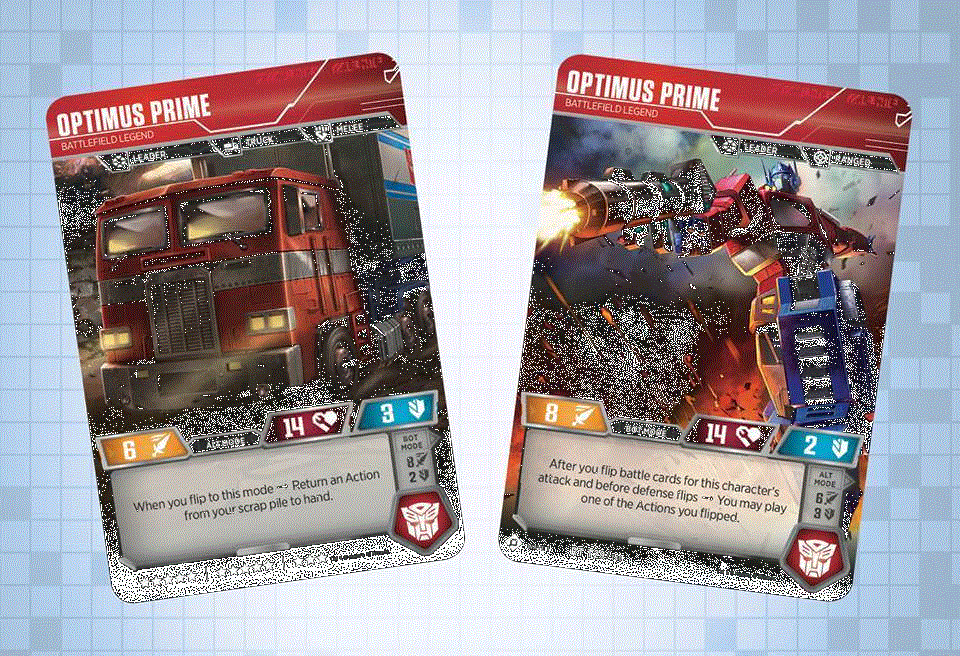 OPTIMUS PRIME
BATTLEFIELD LEGEND
LEADER TRUCK MELEE
6
ALT MODE
14
3
BOT
MODE
8
2
When you flip to this mode → Return an Action
from your scrap pile to hand.
OPTIMUS PRIME
BATTLEFIELD LEGEND
LEADER RANGED
8
BOT MODE
14
2
ALT
MODE
6
3
After you flip battle cards for this character's
attack and before defense flips → You may play
one of the Actions you flipped.